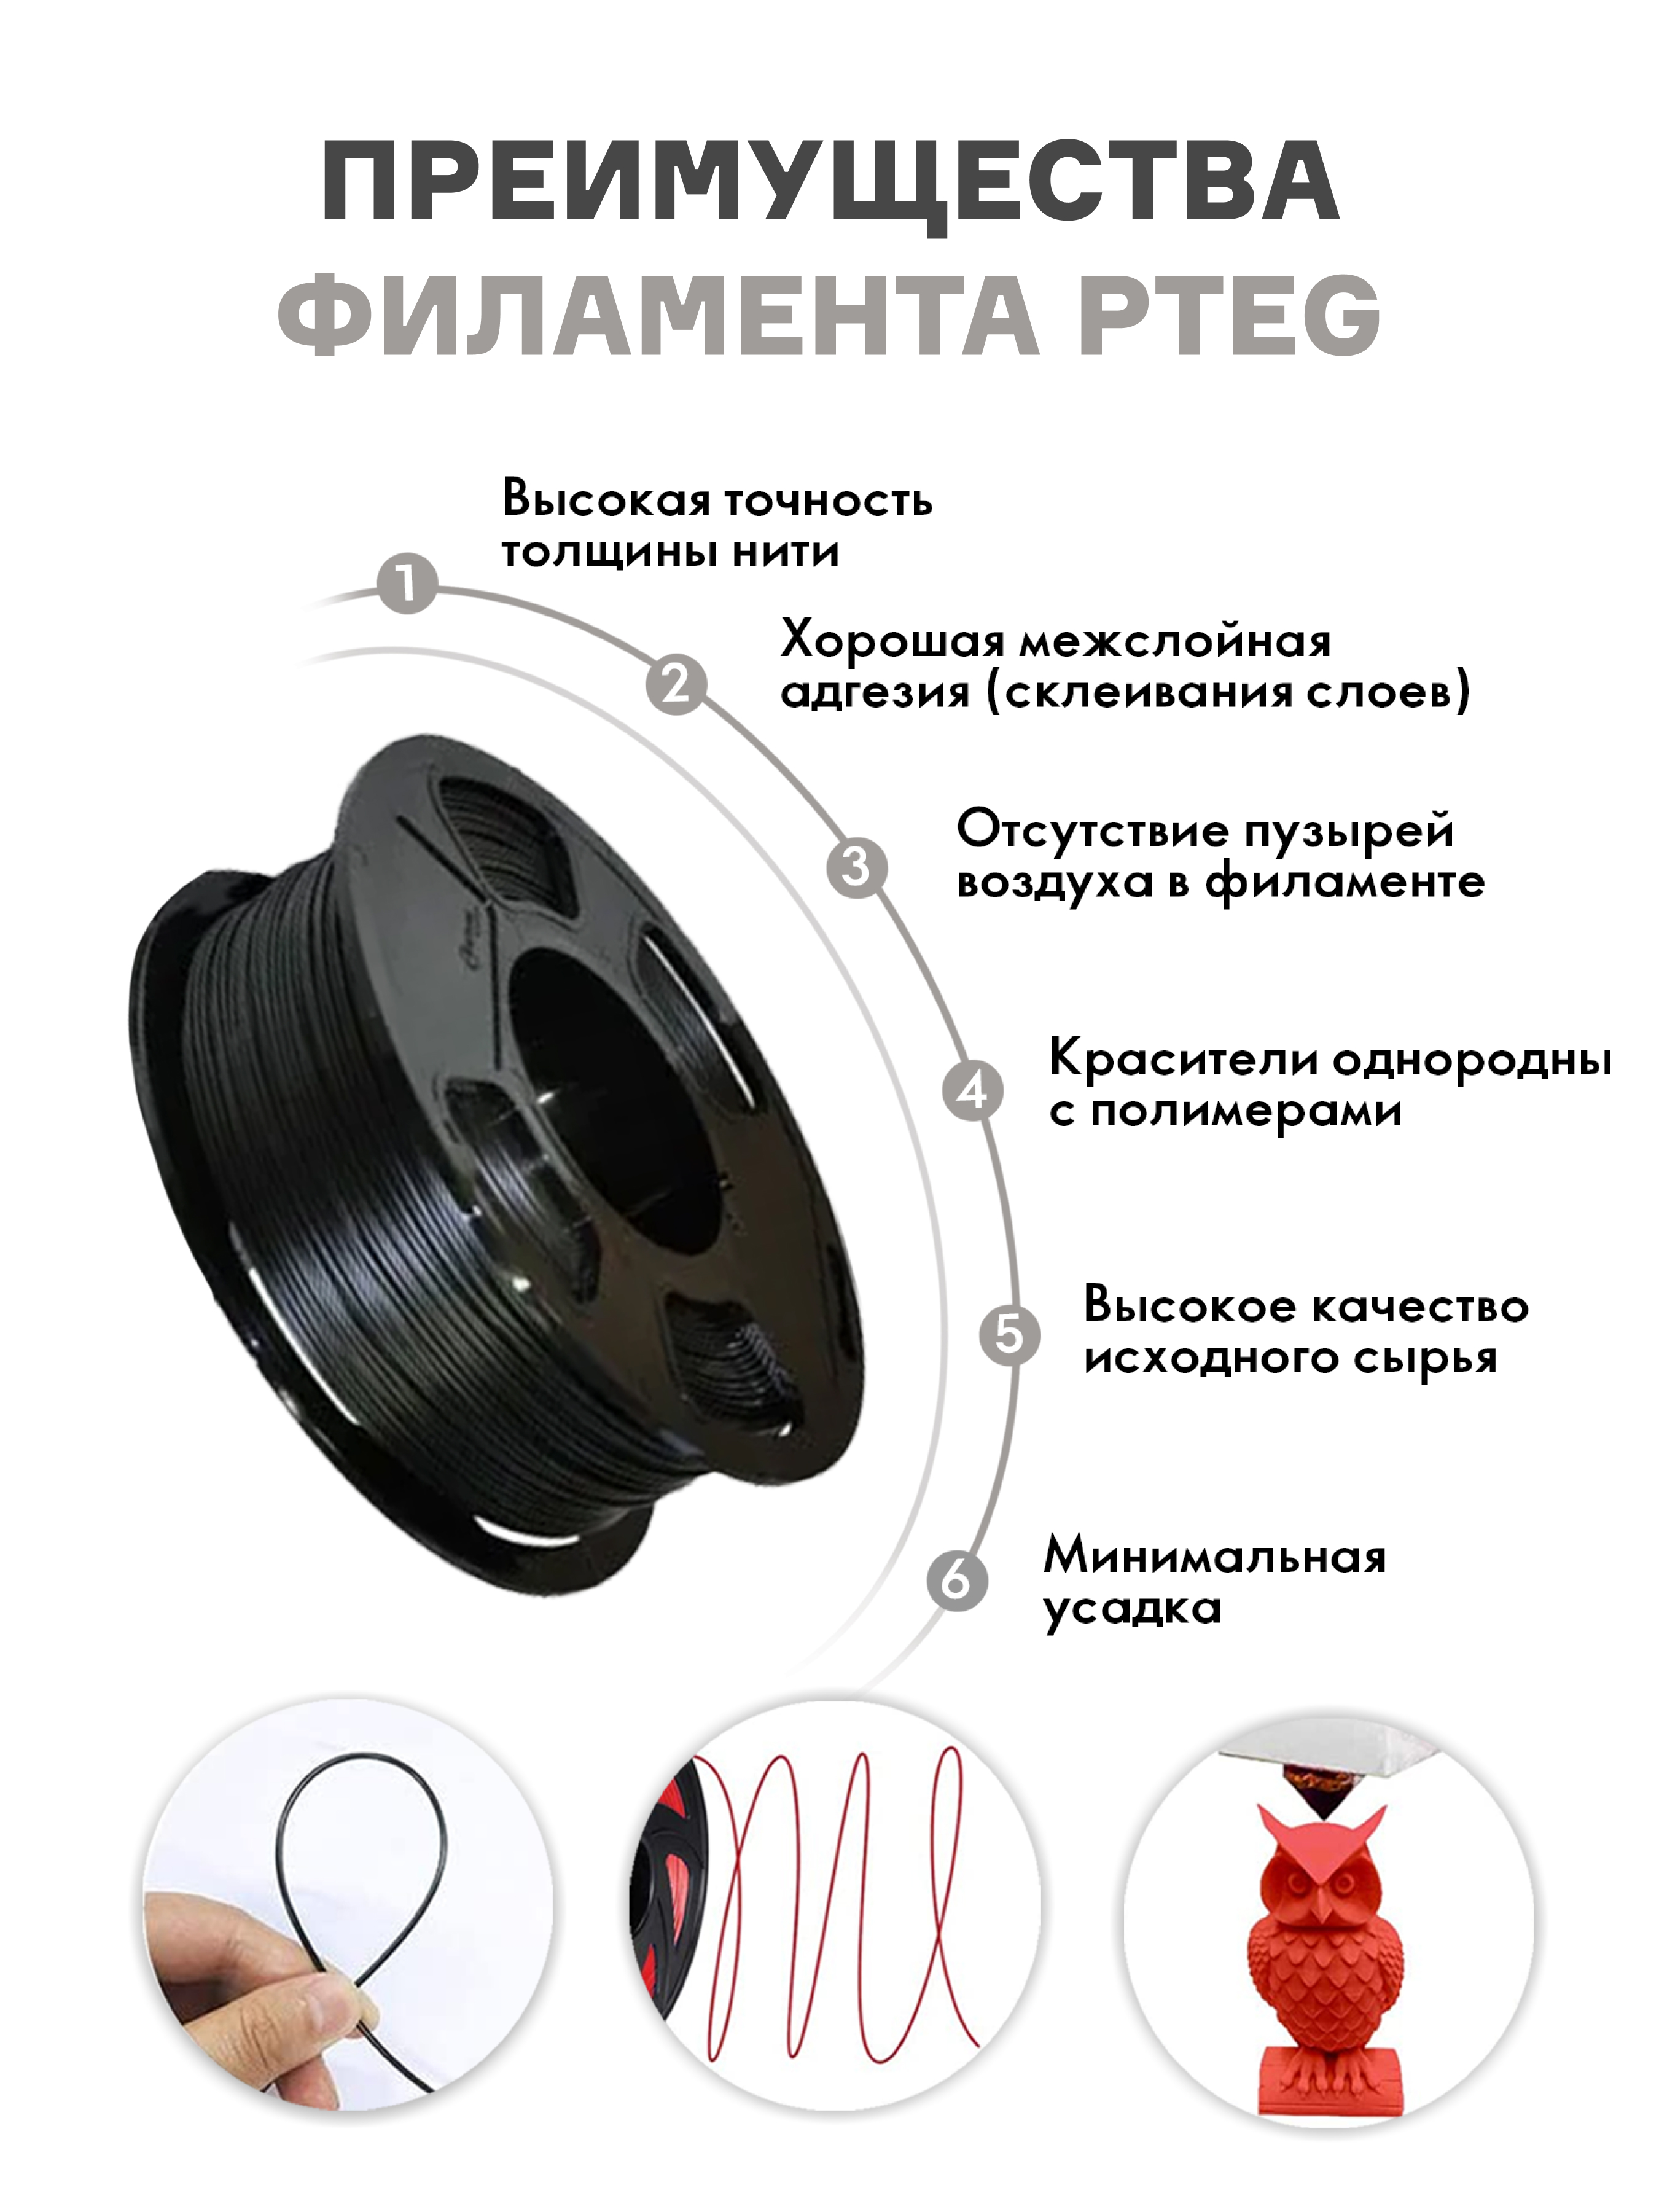 ПРЕИМУЩЕСТВА
ФИЛАМЕНТА PTEG
1
Высокая точность
толщины нити
2
Хорошая межслойная
адгезия (склеивания слоев)
3
Отсутствие пузырей
воздуха в филаменте
4
Красители однородны
с полимерами
5
Высокое качество
исходного сырья
6
Минимальная
усадка